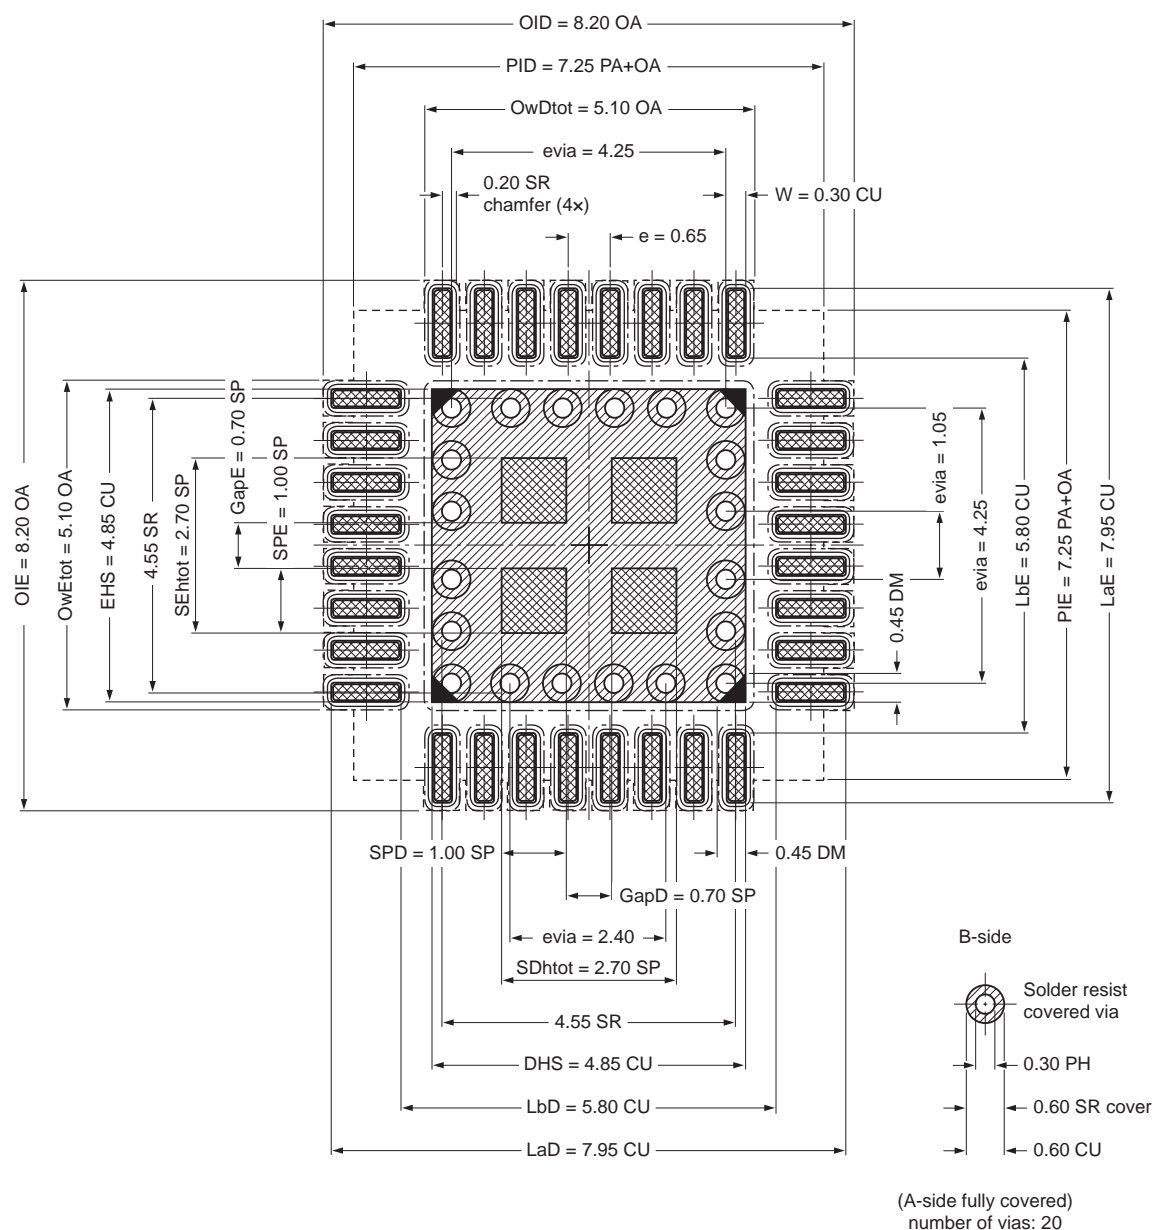 OID = 8.20 OA
PID = 7.25 PA+OA
OwDtot = 5.10 OA
evia = 4.25
0.20 SR
chamfer (4×)
W = 0.30 CU
e = 0.65
OIE = 8.20 OA
OwEtot = 5.10 OA
EHS = 4.85 CU
4.55 SR
SEhtot = 2.70 SP
GapE = 0.70 SP
SPE = 1.00 SP
0.45 DM
evia = 1.05
evia = 4.25
LbE = 5.80 CU
PIE = 7.25 PA+OA
LaE = 7.95 CU
SPD = 1.00 SP
0.45 DM
GapD = 0.70 SP
evia = 2.40
SDhtot = 2.70 SP
4.55 SR
DHS = 4.85 CU
LbD = 5.80 CU
LaD = 7.95 CU
B-side
Solder resist
covered via
0.30 PH
0.60 SR cover
0.60 CU
(A-side fully covered)
number of vias: 20